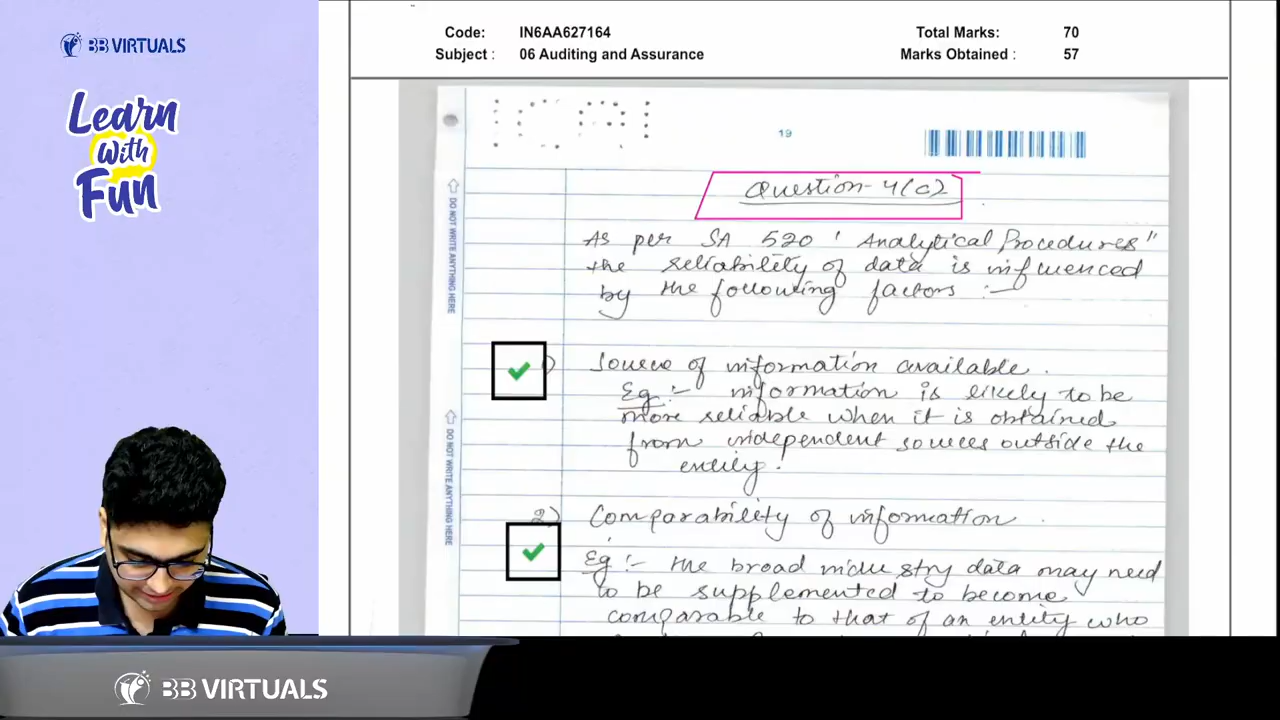 BB VIRTUALS
Learn
With
Fun
Code: IN6AA627164 Total Marks: 70
Subject : 06 Auditing and Assurance Marks Obtained : 57
ICAI
19
Question-4(c)
As per SA 520 ' Analytical Procedures"
the reliability of data is influenced
by the following factors :-
1) Source of information available.
Eg :- information is likely to be
more reliable when it is obtained
from independent sources outside the
entity.
2) Comparability of information.
Eg :- the broad industry data may need
to be supplemented to become
comparable to that of an entity who
DO NOT WRITE ANYTHING HERE
DO NOT WRITE ANYTHING HERE
BB VIRTUALS